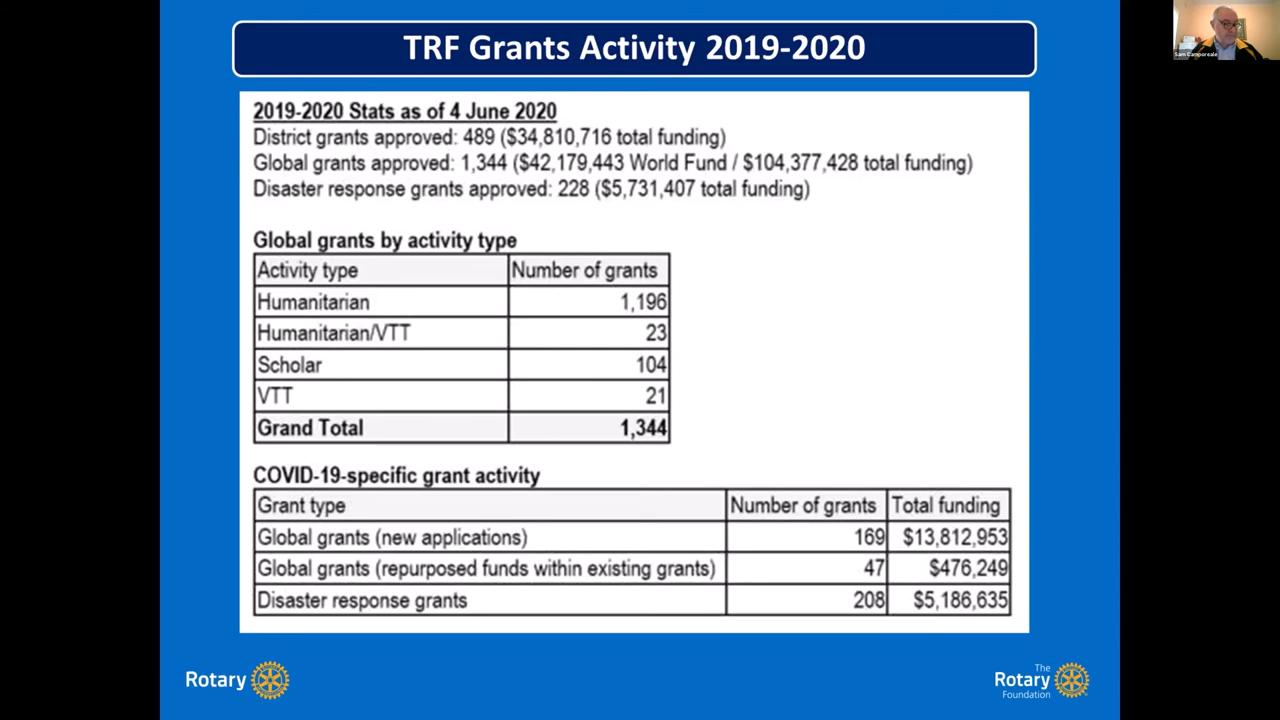 TRF Grants Activity 2019-2020
Sam Camporeale
2019-2020 Stats as of 4 June 2020
District grants approved: 489 ($34,810,716 total funding)
Global grants approved: 1,344 ($42,179,443 World Fund / $104,377,428 total funding)
Disaster response grants approved: 228 ($5,731,407 total funding)
Global grants by activity type
Activity type Number of grants
Humanitarian 1,196
Humanitarian/VTT 23
Scholar 104
VTT 21
Grand Total 1,344
COVID-19-specific grant activity
Grant type Number of grants Total funding
Global grants (new applications) 169 $13,812,953
Global grants (repurposed funds within existing grants) 47 $476,249
Disaster response grants 208 $5,186,635
Rotary
The
Rotary
Foundation